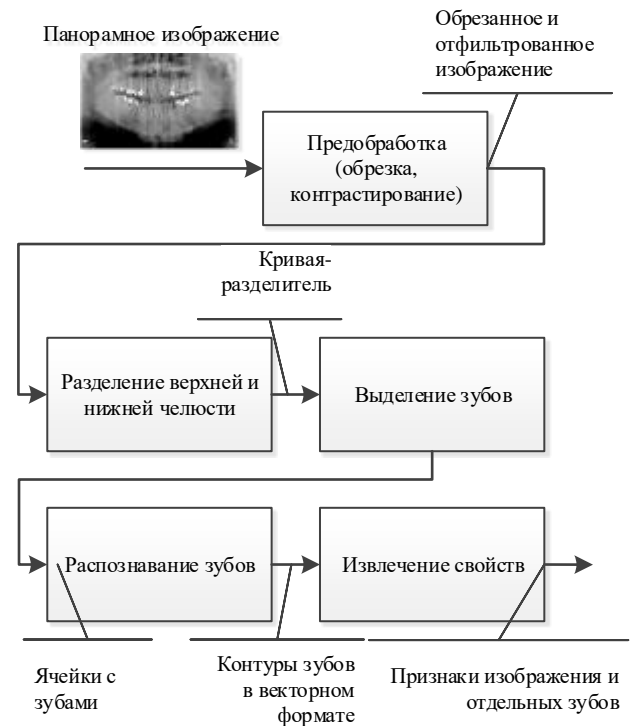 Панорамное изображение
Обрезанное и
отфильтрованное
изображение
Предобработка
(обрезка,
контрастирование)
Кривая-
разделитель
Разделение верхней и
нижней челюсти
Выделение зубов
Распознавание зубов
Извлечение свойств
Ячейки с
зубами
Контуры зубов
в векторном
формате
Признаки изображения и
отдельных зубов